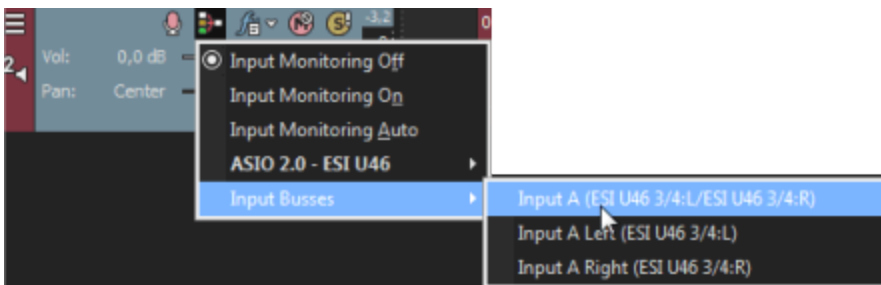 -3,2
0
2
Vol: 0,0 dB
Pan: Center
Input Monitoring Off
Input Monitoring On
Input Monitoring Auto
ASIO 2.0 - ESI U46
Input Busses
Input A (ESI U46 3/4:L/ESI U46 3/4:R)
Input A Left (ESI U46 3/4:L)
Input A Right (ESI U46 3/4:R)